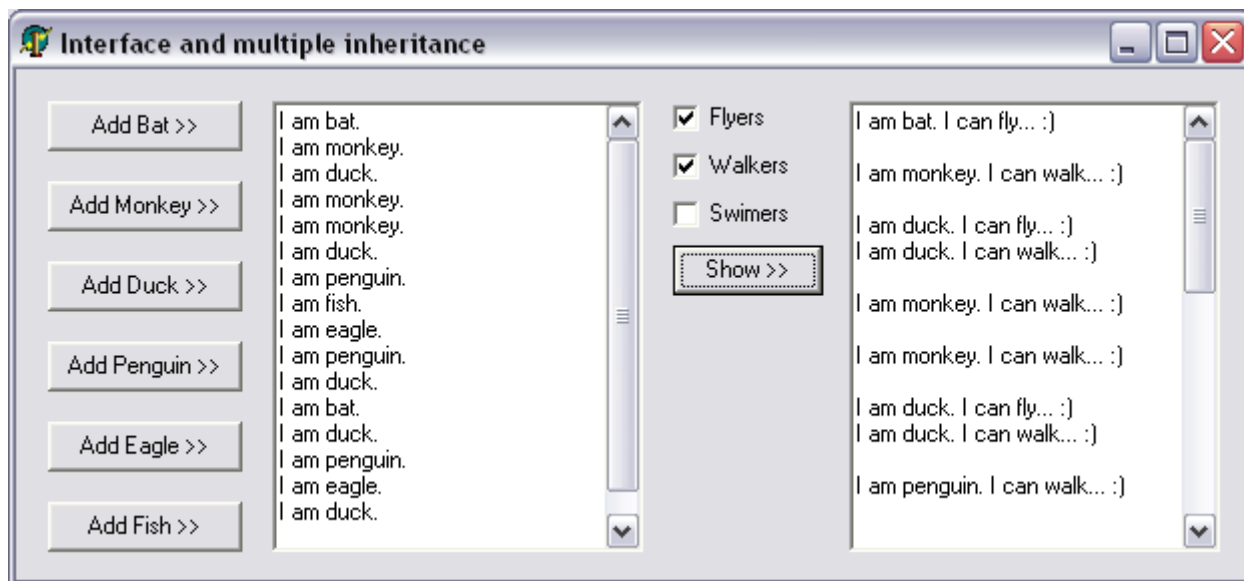 Interface and multiple inheritance
Add Bat >>
Add Monkey >>
Add Duck >>
Add Penguin >>
Add Eagle >>
Add Fish >>
I am bat.
I am monkey.
I am duck.
I am monkey.
I am monkey.
I am duck.
I am penguin.
I am fish.
I am eagle.
I am penguin.
I am duck.
I am bat.
I am duck.
I am penguin.
I am eagle.
I am duck.
Flyers
Walkers
Swimers
Show >>
I am bat. I can fly... :)
I am monkey. I can walk... :)
I am duck. I can fly... :)
I am duck. I can walk... :)
I am monkey. I can walk... :)
I am monkey. I can walk... :)
I am duck. I can fly... :)
I am duck. I can walk... :)
I am penguin. I can walk... :)